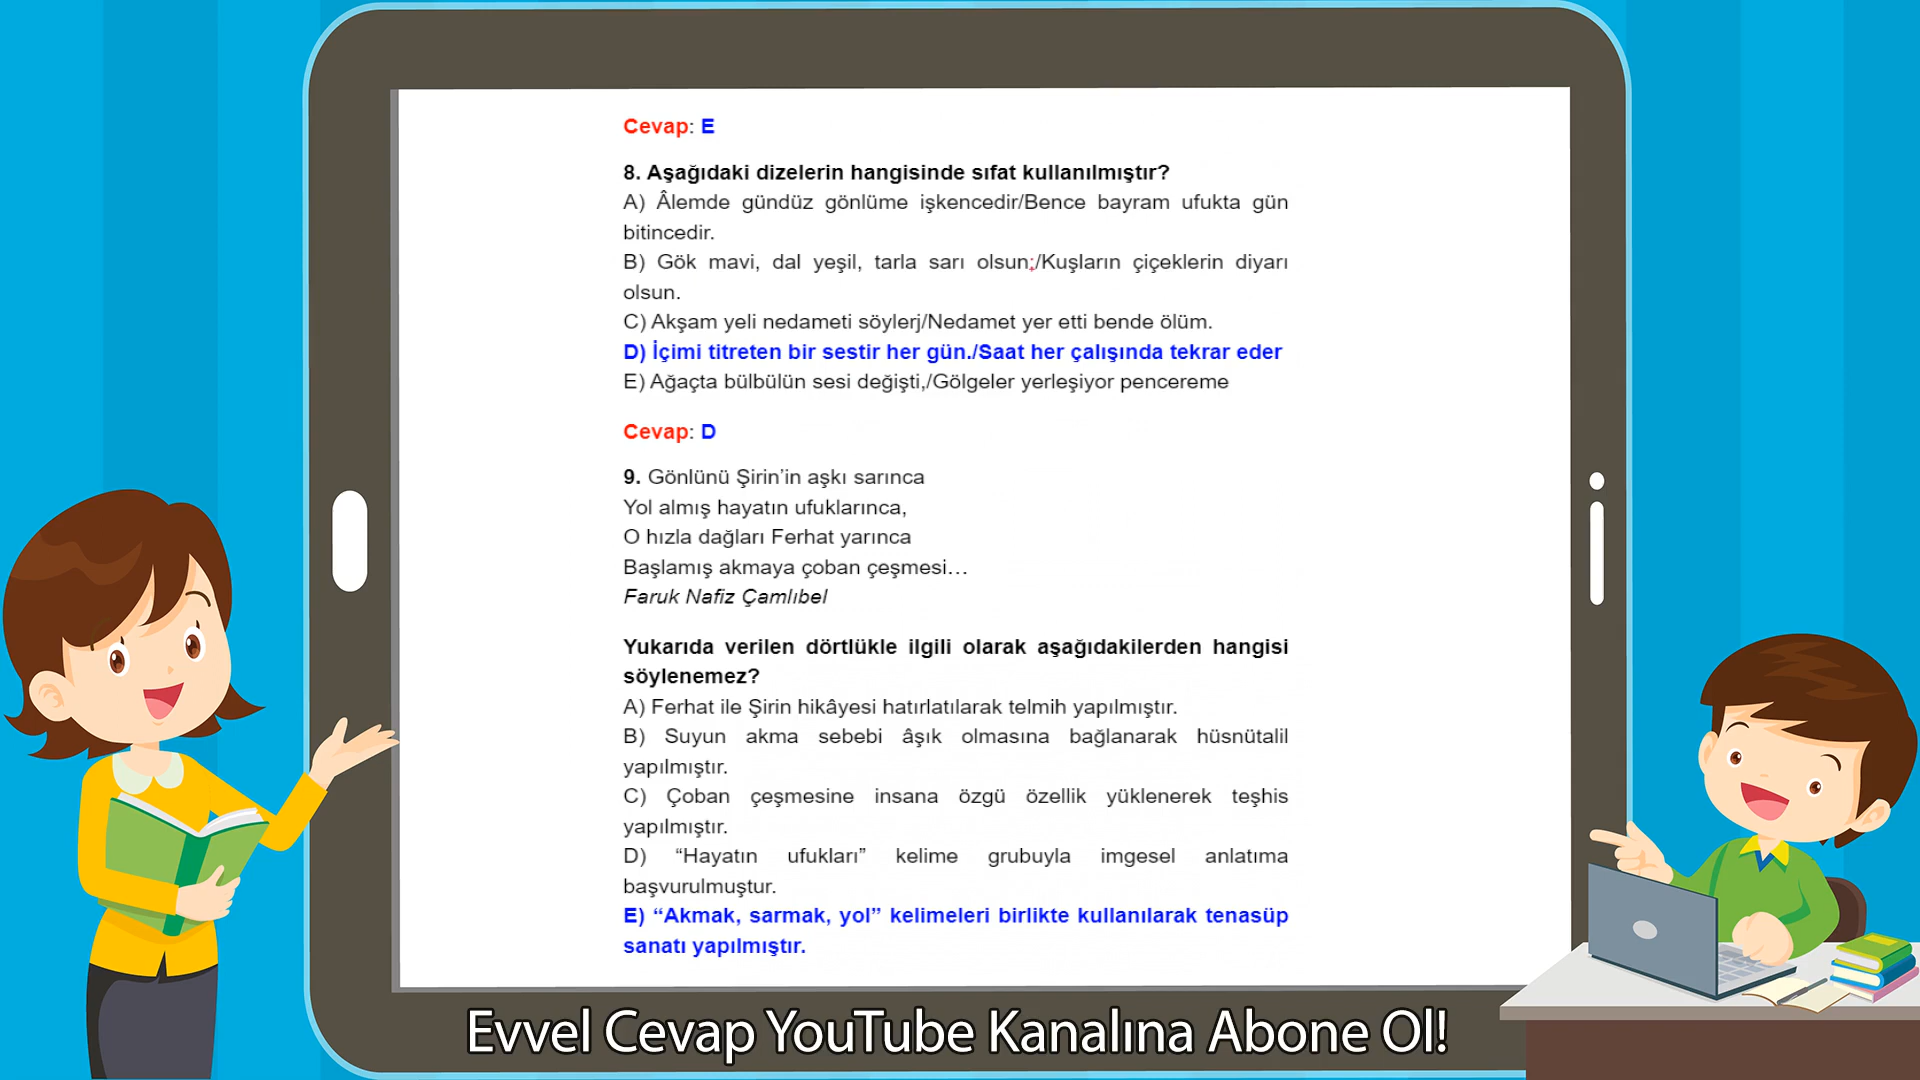 Cevap: E
8. Aşağıdaki dizelerin hangisinde sıfat kullanılmıştır?
A) Âlemde gündüz gönlüme işkencedir/Bence bayram ufukta gün
bitincedir.
B) Gök mavi, dal yeşil, tarla sarı olsun;/Kuşların çiçeklerin diyarı
olsun.
C) Akşam yeli nedameti söylerj/Nedamet yer etti bende ölüm.
D) İçimi titreten bir sestir her gün./Saat her çalışında tekrar eder
E) Ağaçta bülbülün sesi değişti,/Gölgeler yerleşiyor pencereme
Cevap: D
9. Gönlünü Şirin’in aşkı sarınca
Yol almış hayatın ufuklarınca,
O hızla dağları Ferhat yarınca
Başlamış akmaya çoban çeşmesi…
Faruk Nafiz Çamlıbel
Yukarıda verilen dörtlükle ilgili olarak aşağıdakilerden hangisi
söylenemez?
A) Ferhat ile Şirin hikâyesi hatırlatılarak telmih yapılmıştır.
B) Suyun akma sebebi âşık olmasına bağlanarak hüsnütalil
yapılmıştır.
C) Çoban çeşmesine insana özgü özellik yüklenerek teşhis
yapılmıştır.
D) “Hayatın ufukları” kelime grubuyla imgesel anlatıma
başvurulmuştur.
E) “Akmak, sarmak, yol” kelimeleri birlikte kullanılarak tenasüp
sanatı yapılmıştır.
Evvel Cevap YouTube Kanalına Abone Ol!